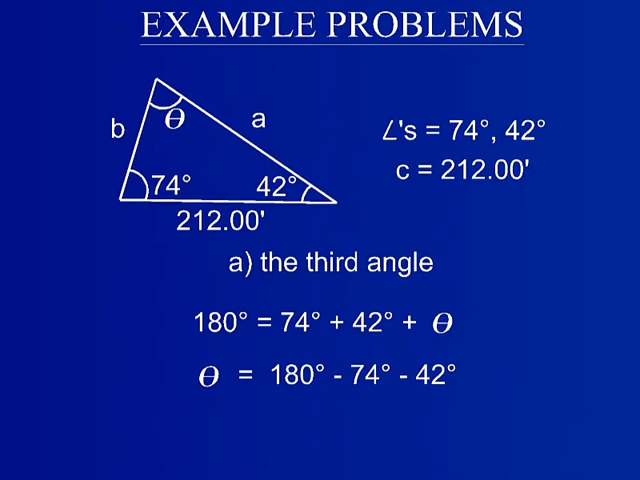 EXAMPLE PROBLEMS
b
ϴ
a
74°
42°
212.00'
∠'s = 74°, 42°
c = 212.00'
a) the third angle
180° = 74° + 42° + ϴ
ϴ = 180° - 74° - 42°